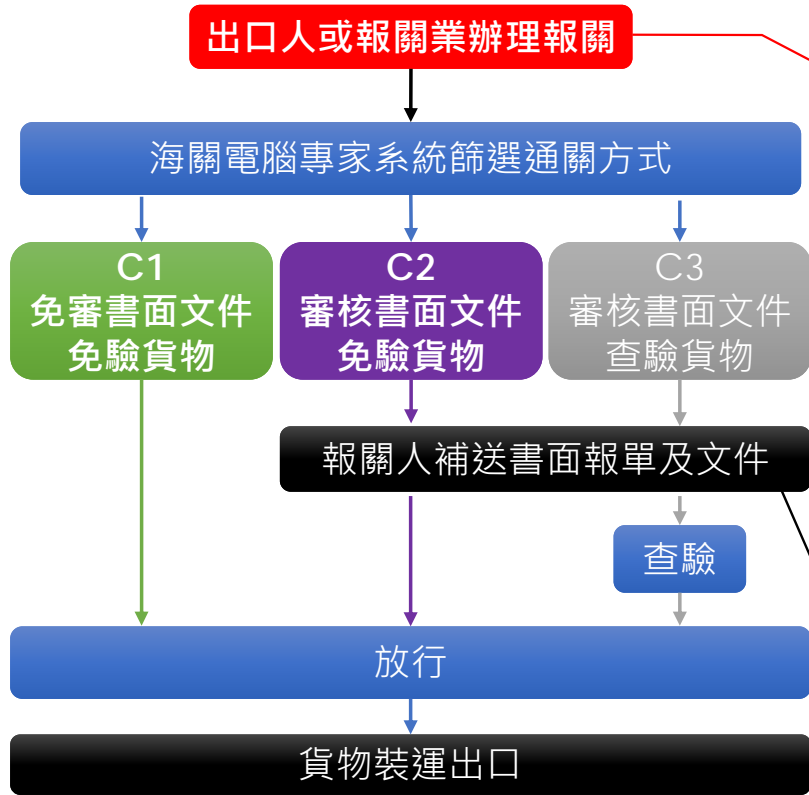 出口人或報關業辦理報關
海關電腦專家系統篩選通關方式
C1
免審書面文件
免驗貨物
C2
審核書面文件
免驗貨物
C3
審核書面文件
查驗貨物
報關人補送書面報單及文件
查驗
放行
貨物裝運出口